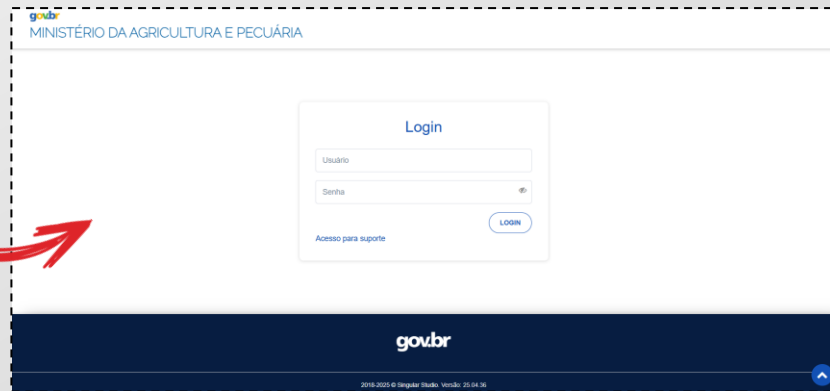 gov.br
MINISTÉRIO DA AGRICULTURA E PECUÁRIA
Login
Usuário
Senha
LOGIN
Acesso para suporte
gov.br
2018-2025 © Singular Studio. Versão: 25.04.36